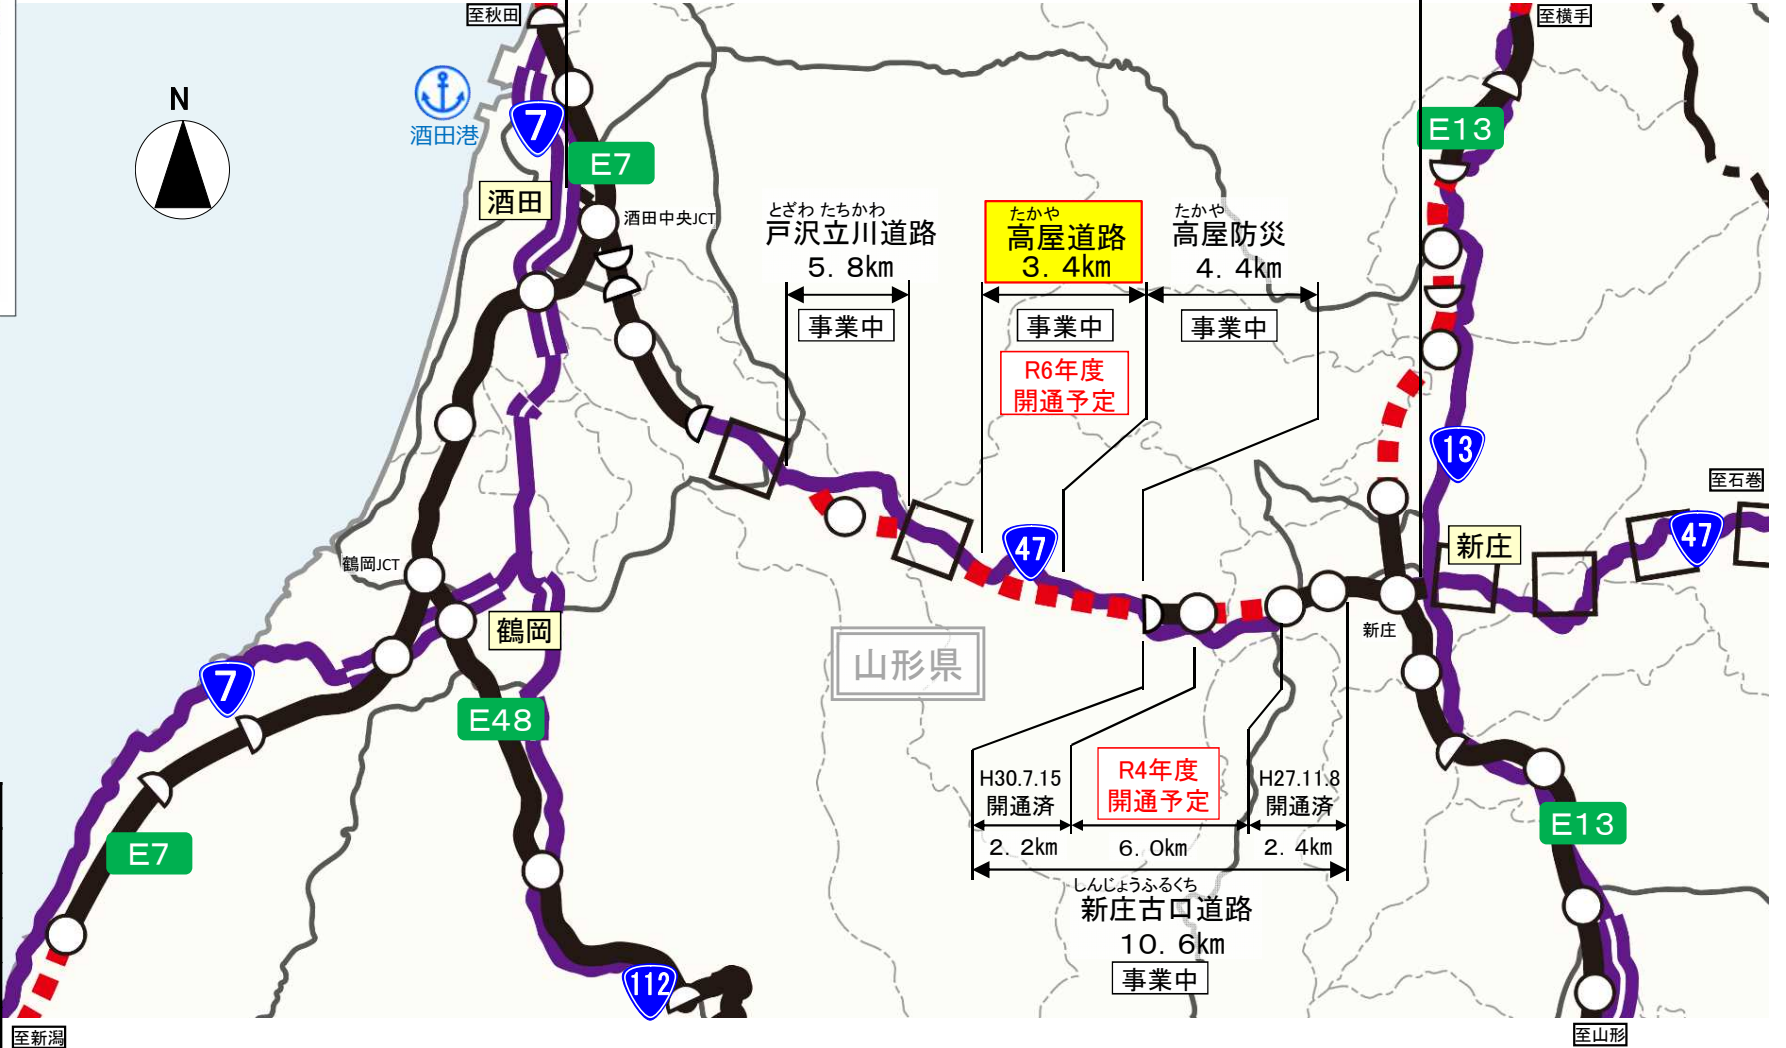 至秋田
至横手
N
酒田港
7
E7
E13
酒田
酒田中央JCT
とざわ たちかわ
戸沢立川道路
5.8km
事業中
たかや
高屋道路
3.4km
事業中
R6年度
開通予定
たかや
高屋防災
4.4km
事業中
13
至石巻
47
47
新庄
鶴岡JCT
鶴岡
新庄
山形県
7
E48
H30.7.15
開通済
R4年度
開通予定
H27.11.8
開通済
2.2km
6.0km
2.4km
しんじょうふるくち
新庄古口道路
10.6km
事業中
E13
E7
112
至新潟
至山形